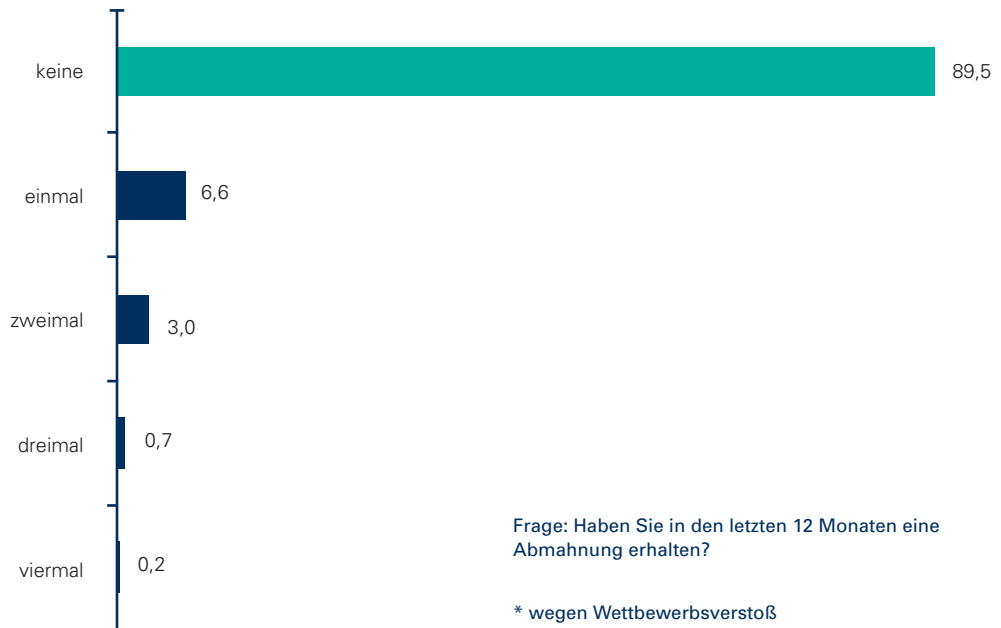 keine 89,5
einmal 6,6
zweimal 3,0
dreimal 0,7
viermal 0,2
Frage: Haben Sie in den letzten 12 Monaten eine
Abmahnung erhalten?
* wegen Wettbewerbsverstoß